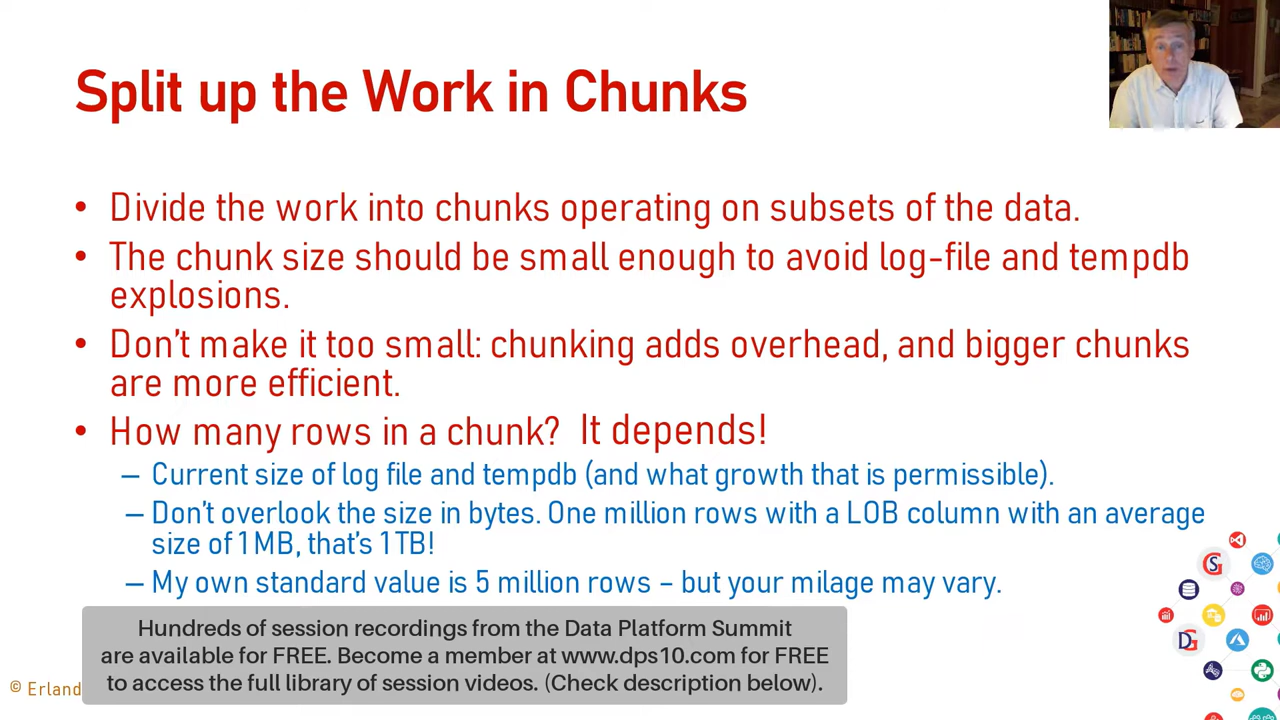 Split up the Work in Chunks
• Divide the work into chunks operating on subsets of the data.
• The chunk size should be small enough to avoid log-file and tempdb
explosions.
• Don't make it too small: chunking adds overhead, and bigger chunks
are more efficient.
• How many rows in a chunk? It depends!
– Current size of log file and tempdb (and what growth that is permissible).
– Don't overlook the size in bytes. One million rows with a LOB column with an average
size of 1 MB, that's 1 TB!
– My own standard value is 5 million rows – but your milage may vary.
Hundreds of session recordings from the Data Platform Summit
are available for FREE. Become a member at www.dps10.com for FREE
to access the full library of session videos. (Check description below).
© Erland